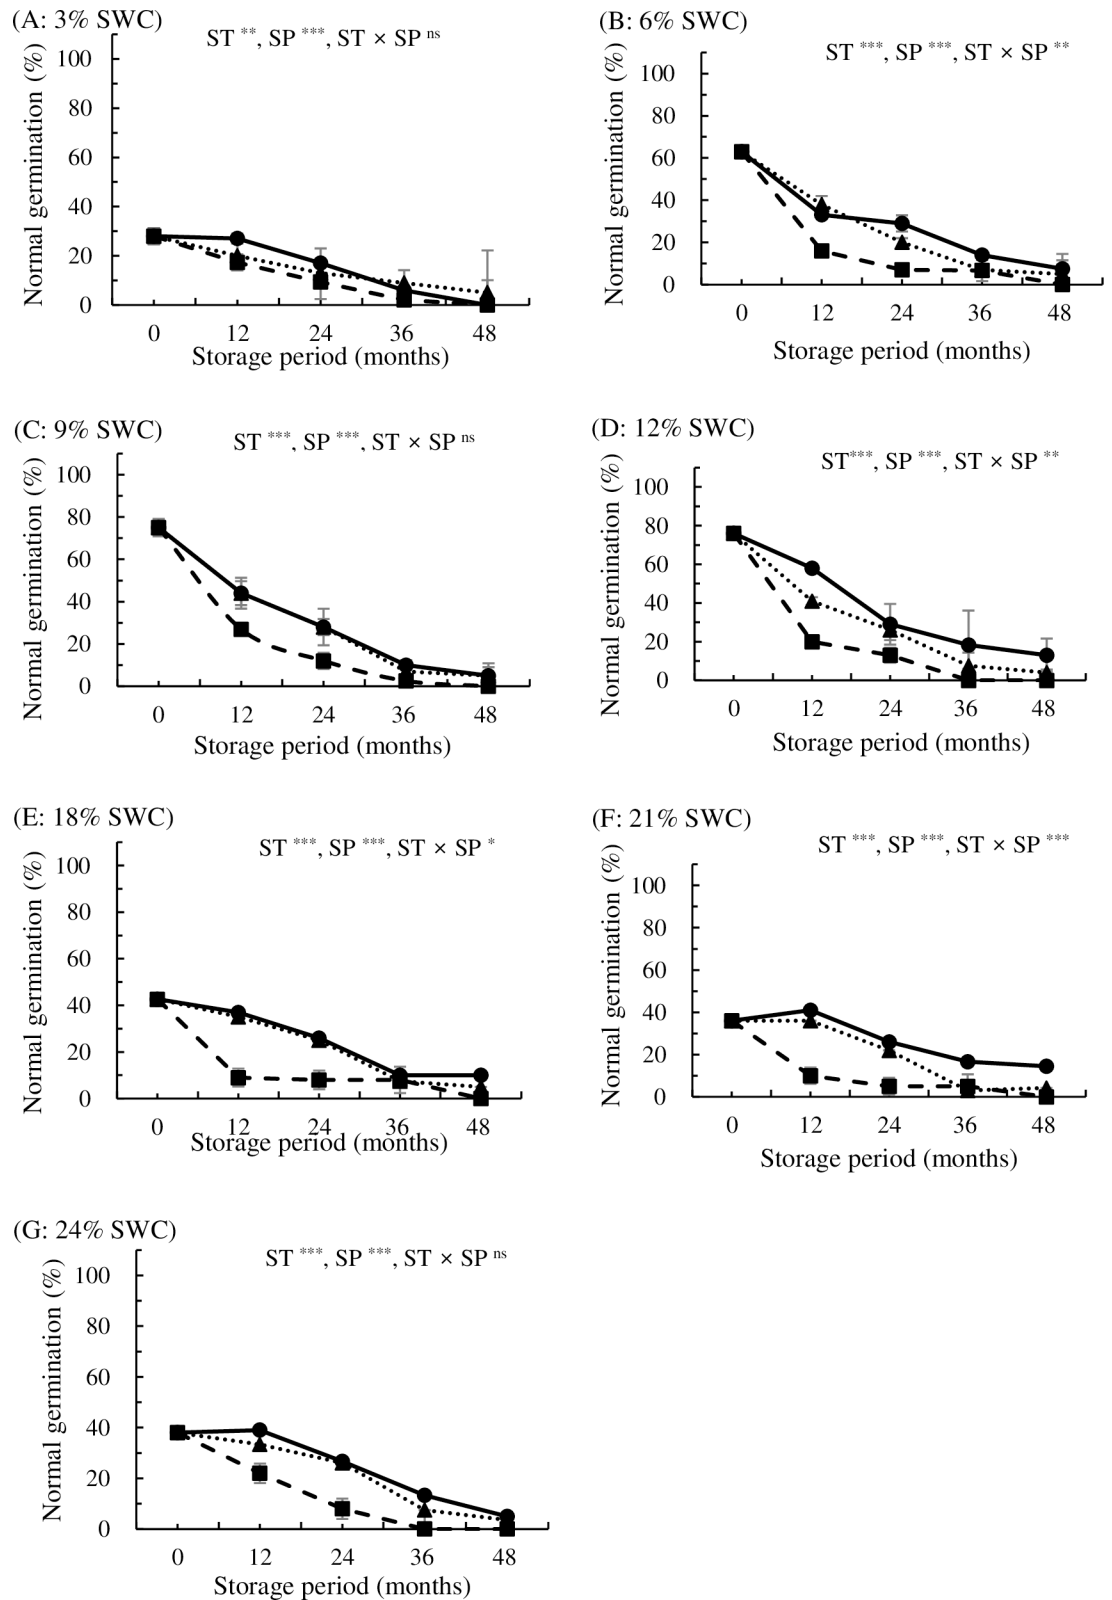 (A: 3% SWC)
ST **, SP ***, ST × SP ns
Normal germination (%)
100
80
60
40
20
0
0 12 24 36 48
Storage period (months)
(B: 6% SWC)
ST ***, SP ***, ST × SP **
Normal germination (%)
100
80
60
40
20
0
0 12 24 36 48
Storage period (months)
(C: 9% SWC)
ST ***, SP ***, ST × SP ns
Normal germination (%)
100
80
60
40
20
0
0 12 24 36 48
Storage period (months)
(D: 12% SWC)
ST***, SP ***, ST × SP **
Normal germination (%)
100
80
60
40
20
0
0 12 24 36 48
Storage period (months)
(E: 18% SWC)
ST ***, SP ***, ST × SP *
Normal germination (%)
100
80
60
40
20
0
0 12 24 36 48
Storage period (months)
(F: 21% SWC)
ST ***, SP ***, ST × SP ***
Normal germination (%)
100
80
60
40
20
0
0 12 24 36 48
Storage period (months)
(G: 24% SWC)
ST ***, SP ***, ST × SP ns
Normal germination (%)
100
80
60
40
20
0
0 12 24 36 48
Storage period (months)